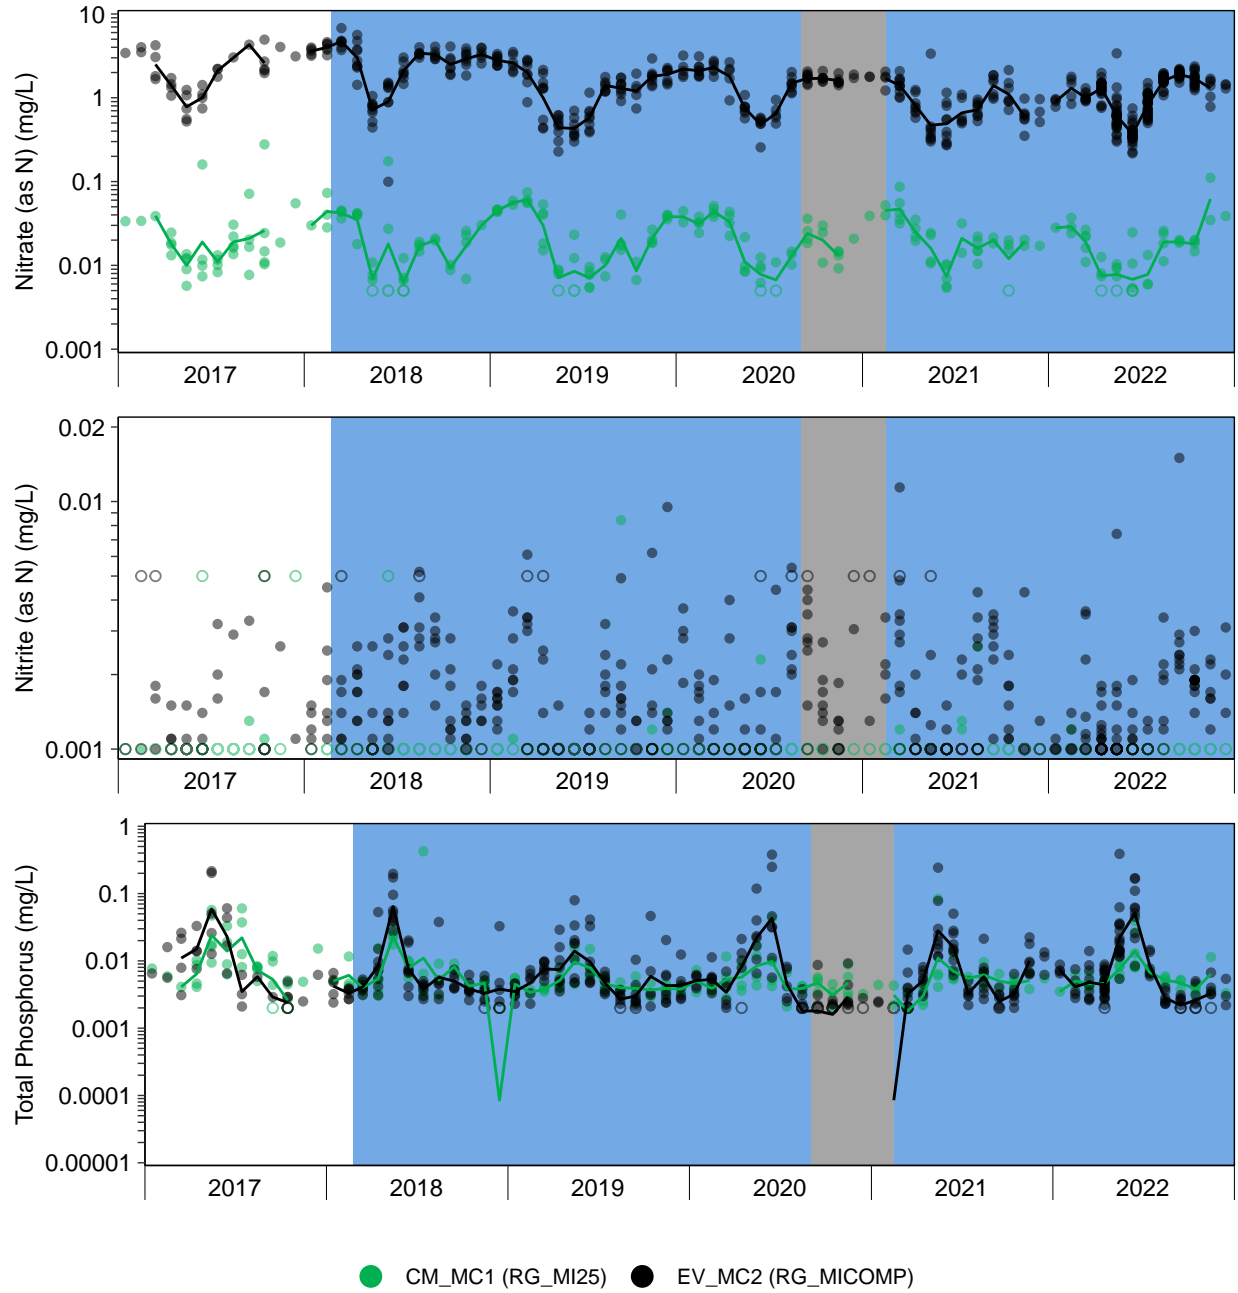 Nitrate (as N) (mg/L)
10
1
0.1
0.01
0.001
2017 2018 2019 2020 2021 2022
Nitrite (as N) (mg/L)
0.02
0.01
0.001
2017 2018 2019 2020 2021 2022
Total Phosphorus (mg/L)
1
0.1
0.01
0.001
0.0001
0.00001
2017 2018 2019 2020 2021 2022
CM_MC1 (RG_MI25) EV_MC2 (RG_MICOMP)